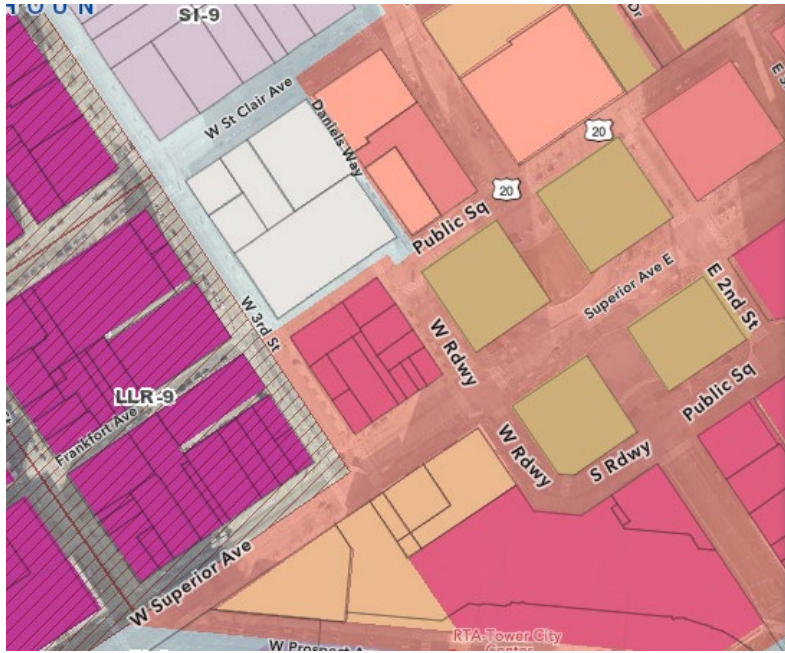 SI-9
W St Clair Ave
Daniels Way
20
20
Public Sq
Superior Ave E
E 2nd St
W 3rd St
W Rdwy
LLR-9
Frankfort Ave
Public Sq
W Rdwy
S Rdwy
W Superior Ave
RTA-Tower City
Center
W Prospect